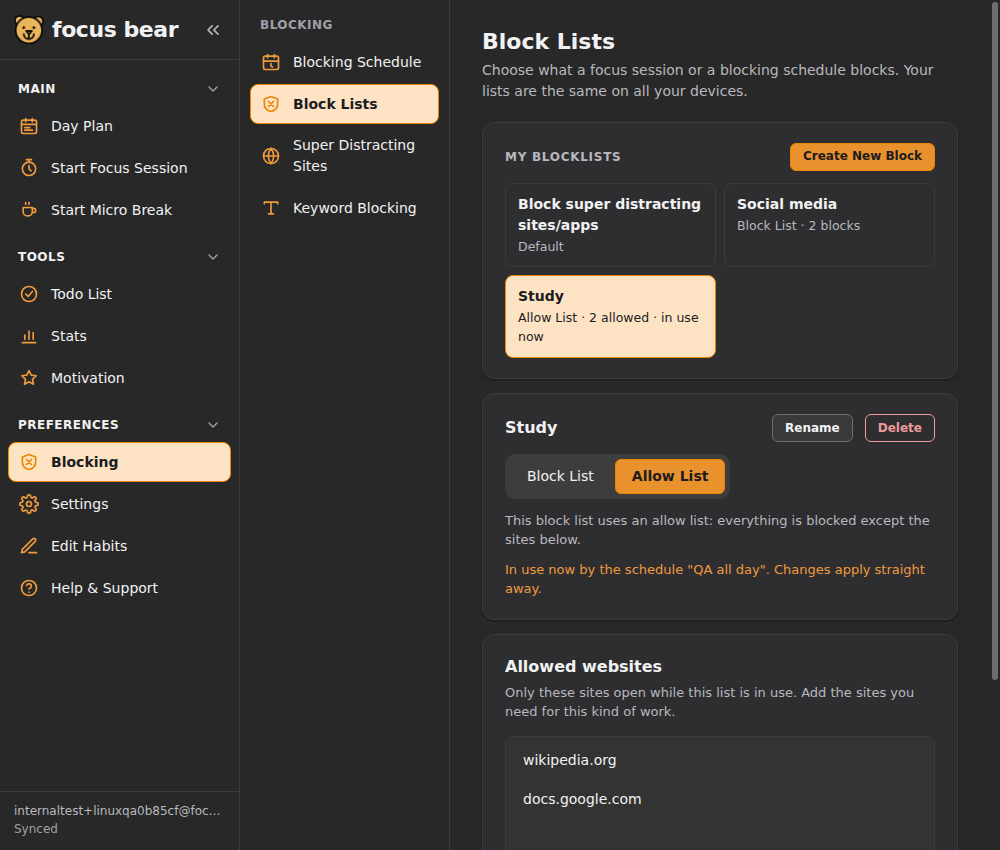 focus bear
MAIN
Day Plan
Start Focus Session
Start Micro Break
TOOLS
Todo List
Stats
Motivation
PREFERENCES
Blocking
Settings
Edit Habits
Help & Support
internaltest+linuxqa0b85cf@foc...
Synced
BLOCKING
Blocking Schedule
Block Lists
Super Distracting
Sites
Keyword Blocking
Block Lists
Choose what a focus session or a blocking schedule blocks. Your
lists are the same on all your devices.
MY BLOCKLISTS
Create New Block
Block super distracting
sites/apps
Default
Social media
Block List · 2 blocks
Study
Allow List · 2 allowed · in use
now
Study
Rename
Delete
Block List
Allow List
This block list uses an allow list: everything is blocked except the
sites below.
In use now by the schedule "QA all day". Changes apply straight
away.
Allowed websites
Only these sites open while this list is in use. Add the sites you
need for this kind of work.
wikipedia.org
docs.google.com